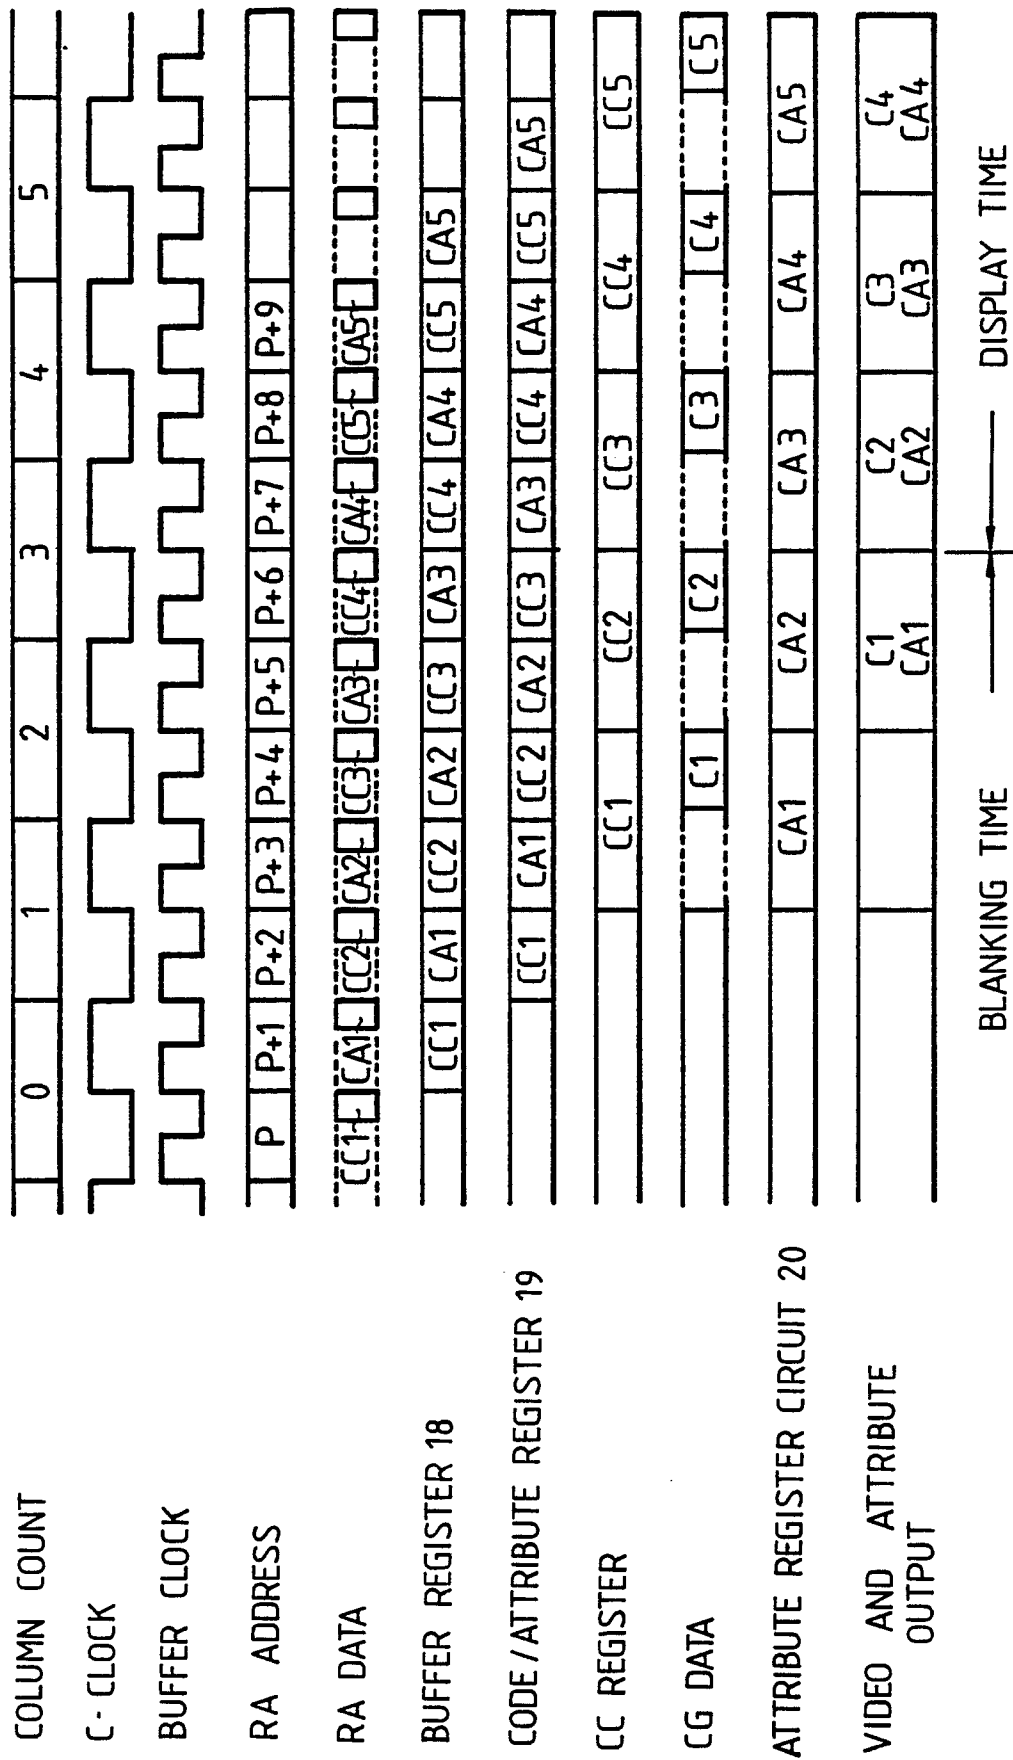 COLUMN COUNT 0 1 2 3 4 5
C-CLOCK
BUFFER CLOCK
RA ADDRESS P P+1 P+2 P+3 P+4 P+5 P+6 P+7 P+8 P+9
RA DATA CC1 CA1 CC2 CA2 CC3 CA3 CC4 CA4 CC5 CA5
BUFFER REGISTER 18 CC1 CA1 CC2 CA2 CC3 CA3 CC4 CA4 CC5 CA5
CODE/ATTRIBUTE REGISTER 19 CC1 CA1 CC2 CA2 CC3 CA3 CC4 CA4 CC5 CA5
CC REGISTER CC1 CC2 CC3 CC4 CC5
CG DATA C1 C2 C3 C4 C5
ATTRIBUTE REGISTER CIRCUIT 20 CA1 CA2 CA3 CA4 CA5
VIDEO AND ATTRIBUTE C1 C2 C3 C4
OUTPUT CA1 CA2 CA3 CA4
BLANKING TIME DISPLAY TIME